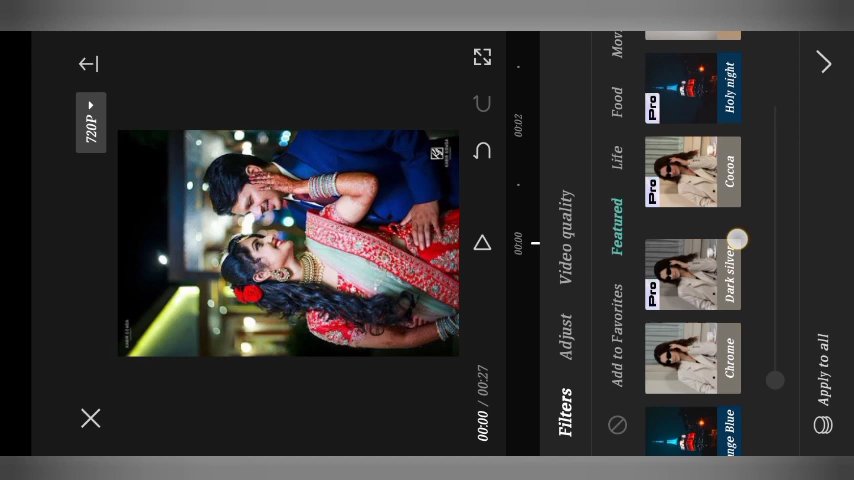 720P
00:00 / 00:27
00:00
00:02
Filters
Adjust
Video quality
Add to Favorites
Featured
Life
Food
nge Blue
Chrome
Pro
Dark silver
Pro
Cocoa
Pro
Holy night
Apply to all